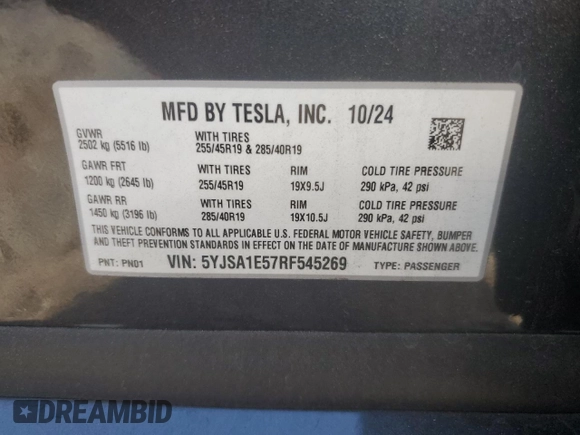 MFD BY TESLA, INC. 10/24
GVWR
2502 kg (5516 lb)
WITH TIRES
255/45R19 & 285/40R19
GAWR FRT
1200 kg (2645 lb)
WITH TIRES
255/45R19
RIM
19X9.5J
COLD TIRE PRESSURE
290 kPa, 42 psi
GAWR RR
1450 kg (3196 lb)
WITH TIRES
285/40R19
RIM
19X10.5J
COLD TIRE PRESSURE
290 kPa, 42 psi
THIS VEHICLE CONFORMS TO ALL APPLICABLE U.S. FEDERAL MOTOR VEHICLE SAFETY, BUMPER
AND THEFT PREVENTION STANDARDS IN EFFECT ON THE DATE OF MANUFACTURE SHOWN ABOVE.
PNT: PN01 VIN: 5YJSA1E57RF545269 TYPE: PASSENGER
DREAMBID